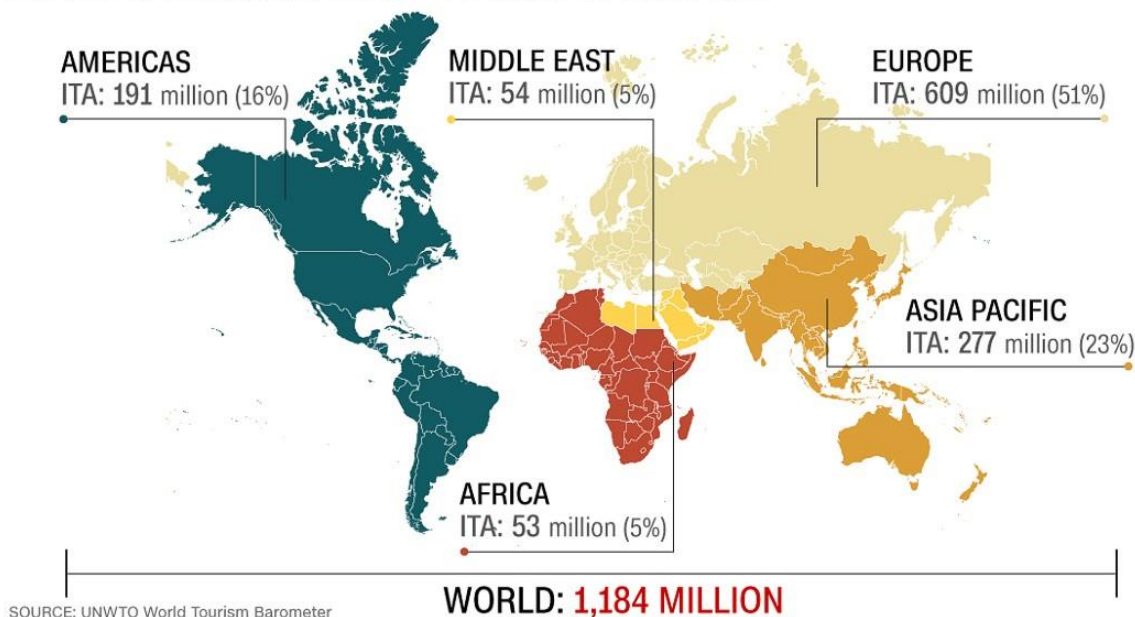 AMERICAS
ITA: 191 million (16%)
MIDDLE EAST
ITA: 54 million (5%)
EUROPE
ITA: 609 million (51%)
ASIA PACIFIC
ITA: 277 million (23%)
AFRICA
ITA: 53 million (5%)
WORLD: 1,184 MILLION
SOURCE: UNWTO World Tourism Barometer